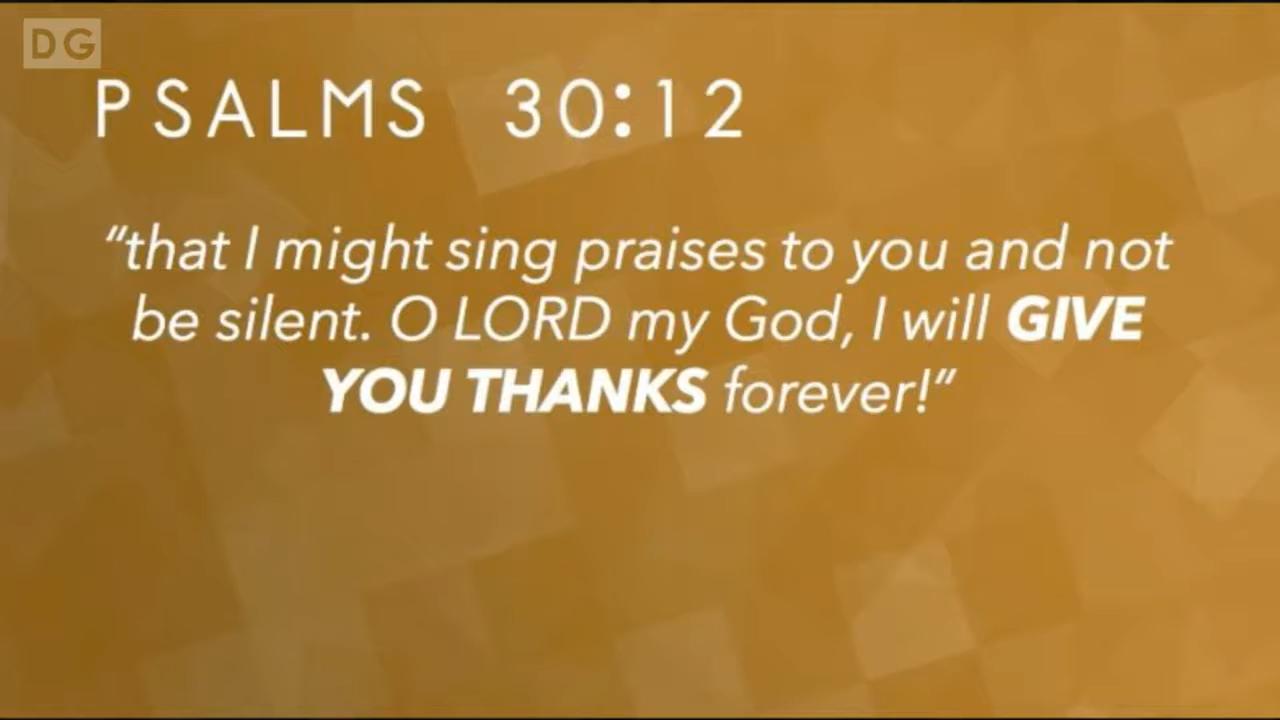 DG
PSALMS 30:12
“that I might sing praises to you and not
be silent. O LORD my God, I will GIVE
YOU THANKS forever!”